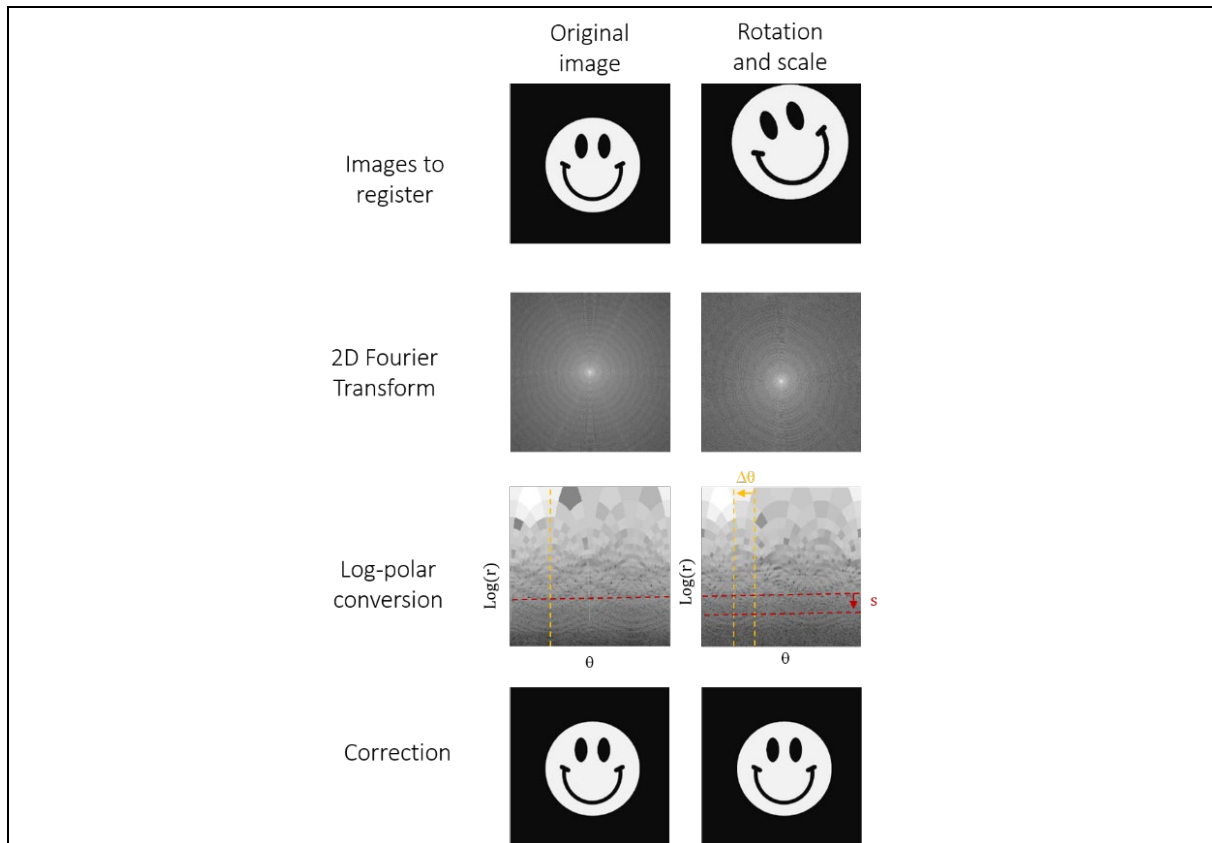 Original
image
Rotation
and scale
Images to
register
2D Fourier
Transform
Δθ
Log-polar
conversion
Log(r)
Log(r)
s
θ
θ
Correction